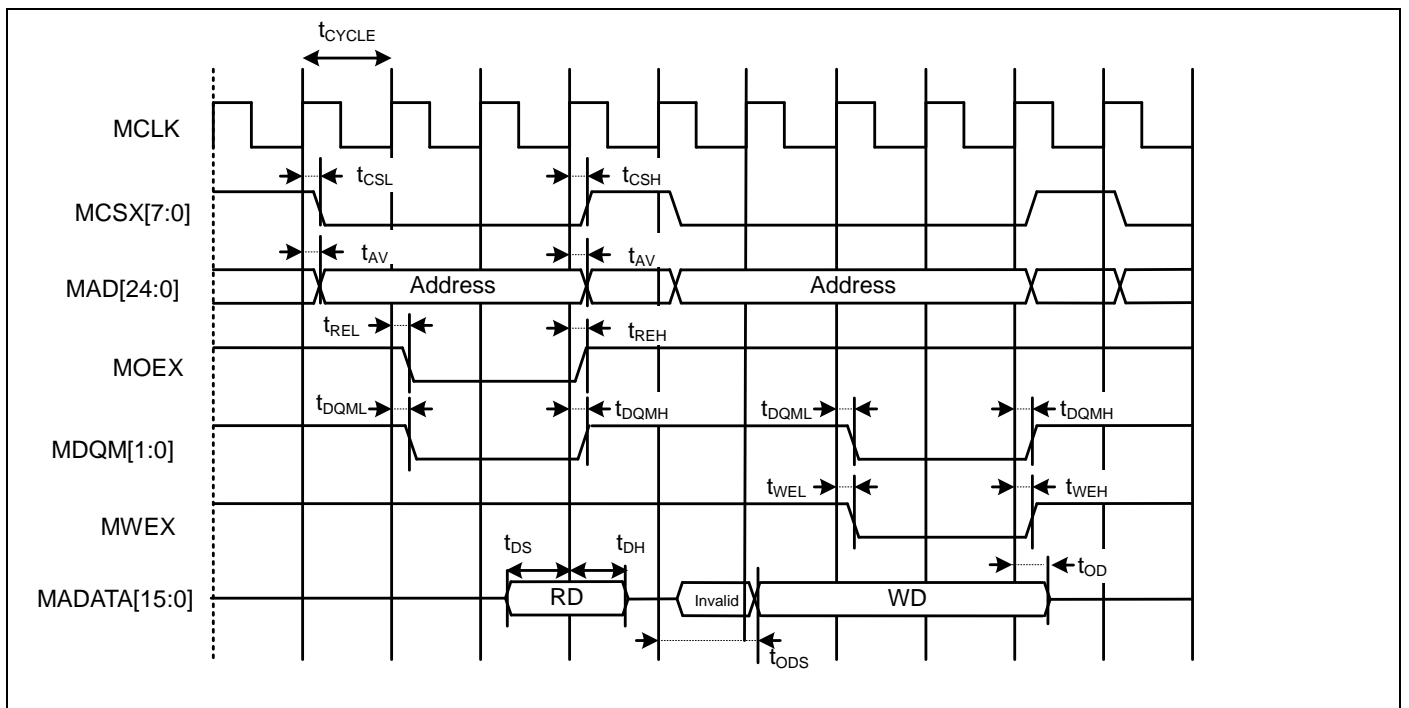 tCYCLE
MCLK
tCSL tCSH
MCSX[7:0]
tAV tAV
MAD[24:0] Address Address
tREL tREH
MOEX
tDQML tDQMH tDQML tDQMH
MDQM[1:0]
tWEL tWEH
MWEX
tDS tDH tOD
MADATA[15:0] RD Invalid WD
tODS